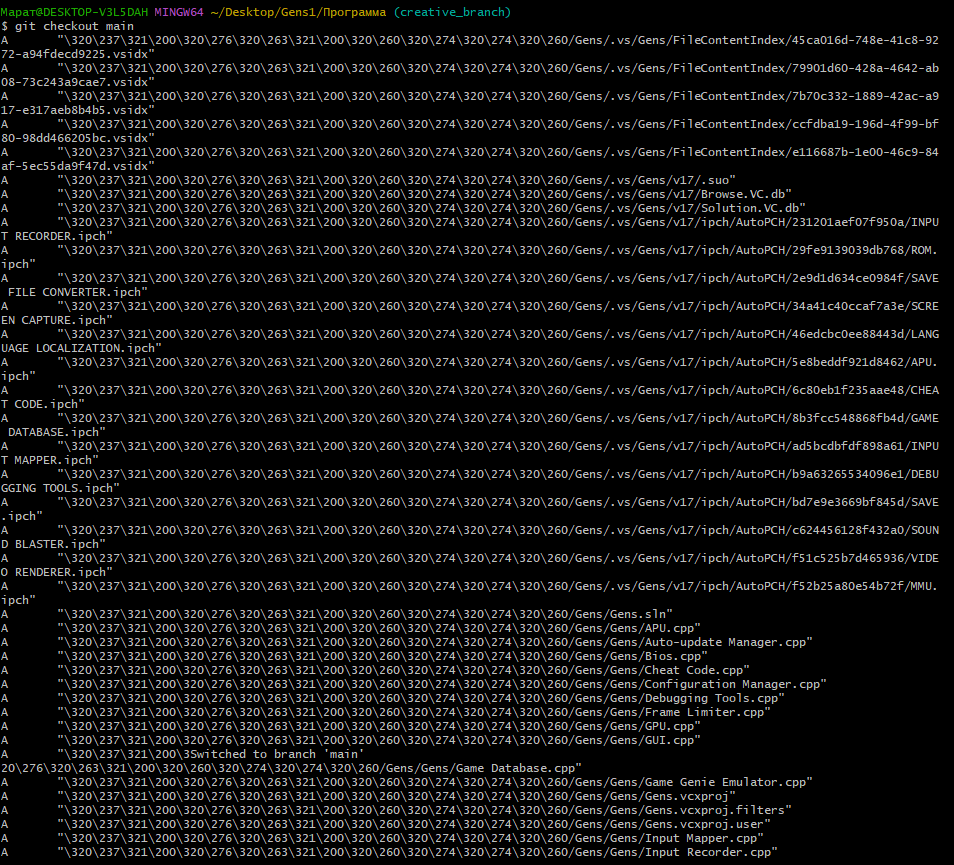 Марат@DESKTOP-V3L5DAH MINGW64 ~/Desktop/Gens1/Программа (creative_branch)
$ git checkout main
A       "\320\237\321\200\320\276\320\263\321\200\320\260\320\274\320\274\320\260/Gens/.vs/Gens/FileContentIndex/45ca016d-748e-41c8-92
72-a94fdecd9225.vsidx"
A       "\320\237\321\200\320\276\320\263\321\200\320\260\320\274\320\274\320\260/Gens/.vs/Gens/FileContentIndex/79901d60-428a-4642-ab
08-73c243a9cae7.vsidx"
A       "\320\237\321\200\320\276\320\263\321\200\320\260\320\274\320\274\320\260/Gens/.vs/Gens/FileContentIndex/7b70c332-1889-42ac-a9
17-e317aeb8b4b5.vsidx"
A       "\320\237\321\200\320\276\320\263\321\200\320\260\320\274\320\274\320\260/Gens/.vs/Gens/FileContentIndex/ccfdba19-196d-4f99-bf
80-98dd466205bc.vsidx"
A       "\320\237\321\200\320\276\320\263\321\200\320\260\320\274\320\274\320\260/Gens/.vs/Gens/FileContentIndex/e116687b-1e00-46c9-84
af-5ec55da9f47d.vsidx"
A       "\320\237\321\200\320\276\320\263\321\200\320\260\320\274\320\274\320\260/Gens/.vs/Gens/v17/.suo"
A       "\320\237\321\200\320\276\320\263\321\200\320\260\320\274\320\274\320\260/Gens/.vs/Gens/v17/Browse.VC.db"
A       "\320\237\321\200\320\276\320\263\321\200\320\260\320\274\320\274\320\260/Gens/.vs/Gens/v17/Solution.VC.db"
A       "\320\237\321\200\320\276\320\263\321\200\320\260\320\274\320\274\320\260/Gens/.vs/Gens/v17/ipch/AutoPCH/231201aef07f950a/INPU
T RECORDER.ipch"
A       "\320\237\321\200\320\276\320\263\321\200\320\260\320\274\320\274\320\260/Gens/.vs/Gens/v17/ipch/AutoPCH/29fe9139039db768/ROM.
ipch"
A       "\320\237\321\200\320\276\320\263\321\200\320\260\320\274\320\274\320\260/Gens/.vs/Gens/v17/ipch/AutoPCH/2e9d1d634ce0984f/SAVE
 FILE CONVERTER.ipch"
A       "\320\237\321\200\320\276\320\263\321\200\320\260\320\274\320\274\320\260/Gens/.vs/Gens/v17/ipch/AutoPCH/34a41c40ccaf7a3e/SCRE
EN CAPTURE.ipch"
A       "\320\237\321\200\320\276\320\263\321\200\320\260\320\274\320\274\320\260/Gens/.vs/Gens/v17/ipch/AutoPCH/46edcbc0ee88443d/LANG
UAGE LOCALIZATION.ipch"
A       "\320\237\321\200\320\276\320\263\321\200\320\260\320\274\320\274\320\260/Gens/.vs/Gens/v17/ipch/AutoPCH/5e8beddf921d8462/APU.
ipch"
A       "\320\237\321\200\320\276\320\263\321\200\320\260\320\274\320\274\320\260/Gens/.vs/Gens/v17/ipch/AutoPCH/6c80eb1f235aae48/CHEA
T CODE.ipch"
A       "\320\237\321\200\320\276\320\263\321\200\320\260\320\274\320\274\320\260/Gens/.vs/Gens/v17/ipch/AutoPCH/8b3fcc548868fb4d/GAME
 DATABASE.ipch"
A       "\320\237\321\200\320\276\320\263\321\200\320\260\320\274\320\274\320\260/Gens/.vs/Gens/v17/ipch/AutoPCH/ad5bcdbfdf898a61/INPU
T MAPPER.ipch"
A       "\320\237\321\200\320\276\320\263\321\200\320\260\320\274\320\274\320\260/Gens/.vs/Gens/v17/ipch/AutoPCH/b9a63265534096e1/DEBU
GGING TOOLS.ipch"
A       "\320\237\321\200\320\276\320\263\321\200\320\260\320\274\320\274\320\260/Gens/.vs/Gens/v17/ipch/AutoPCH/bd7e9e3669bf845d/SAVE
.ipch"
A       "\320\237\321\200\320\276\320\263\321\200\320\260\320\274\320\274\320\260/Gens/.vs/Gens/v17/ipch/AutoPCH/c624456128f432a0/SOUN
D BLASTER.ipch"
A       "\320\237\321\200\320\276\320\263\321\200\320\260\320\274\320\274\320\260/Gens/.vs/Gens/v17/ipch/AutoPCH/f51c525b7d465936/VIDE
O RENDERER.ipch"
A       "\320\237\321\200\320\276\320\263\321\200\320\260\320\274\320\274\320\260/Gens/.vs/Gens/v17/ipch/AutoPCH/f52b25a80e54b72f/MMU.
ipch"
A       "\320\237\321\200\320\276\320\263\321\200\320\260\320\274\320\274\320\260/Gens/Gens.sln"
A       "\320\237\321\200\320\276\320\263\321\200\320\260\320\274\320\274\320\260/Gens/Gens/APU.cpp"
A       "\320\237\321\200\320\276\320\263\321\200\320\260\320\274\320\274\320\260/Gens/Gens/Auto-update Manager.cpp"
A       "\320\237\321\200\320\276\320\263\321\200\320\260\320\274\320\274\320\260/Gens/Gens/Bios.cpp"
A       "\320\237\321\200\320\276\320\263\321\200\320\260\320\274\320\274\320\260/Gens/Gens/Cheat Code.cpp"
A       "\320\237\321\200\320\276\320\263\321\200\320\260\320\274\320\274\320\260/Gens/Gens/Configuration Manager.cpp"
A       "\320\237\321\200\320\276\320\263\321\200\320\260\320\274\320\274\320\260/Gens/Gens/Debugging Tools.cpp"
A       "\320\237\321\200\320\276\320\263\321\200\320\260\320\274\320\274\320\260/Gens/Gens/Frame Limiter.cpp"
A       "\320\237\321\200\320\276\320\263\321\200\320\260\320\274\320\274\320\260/Gens/Gens/GPU.cpp"
A       "\320\237\321\200\320\276\320\263\321\200\320\260\320\274\320\274\320\260/Gens/Gens/GUI.cpp"
A       "\320\237\321\200\3Switched to branch 'main'
20\276\320\263\321\200\320\260\320\274\320\274\320\260/Gens/Gens/Game Database.cpp"
A       "\320\237\321\200\320\276\320\263\321\200\320\260\320\274\320\274\320\260/Gens/Gens/Game Genie Emulator.cpp"
A       "\320\237\321\200\320\276\320\263\321\200\320\260\320\274\320\274\320\260/Gens/Gens/Gens.vcxproj"
A       "\320\237\321\200\320\276\320\263\321\200\320\260\320\274\320\274\320\260/Gens/Gens/Gens.vcxproj.filters"
A       "\320\237\321\200\320\276\320\263\321\200\320\260\320\274\320\274\320\260/Gens/Gens/Gens.vcxproj.user"
A       "\320\237\321\200\320\276\320\263\321\200\320\260\320\274\320\274\320\260/Gens/Gens/Input Mapper.cpp"
A       "\320\237\321\200\320\276\320\263\321\200\320\260\320\274\320\274\320\260/Gens/Gens/Input Recorder.cpp"